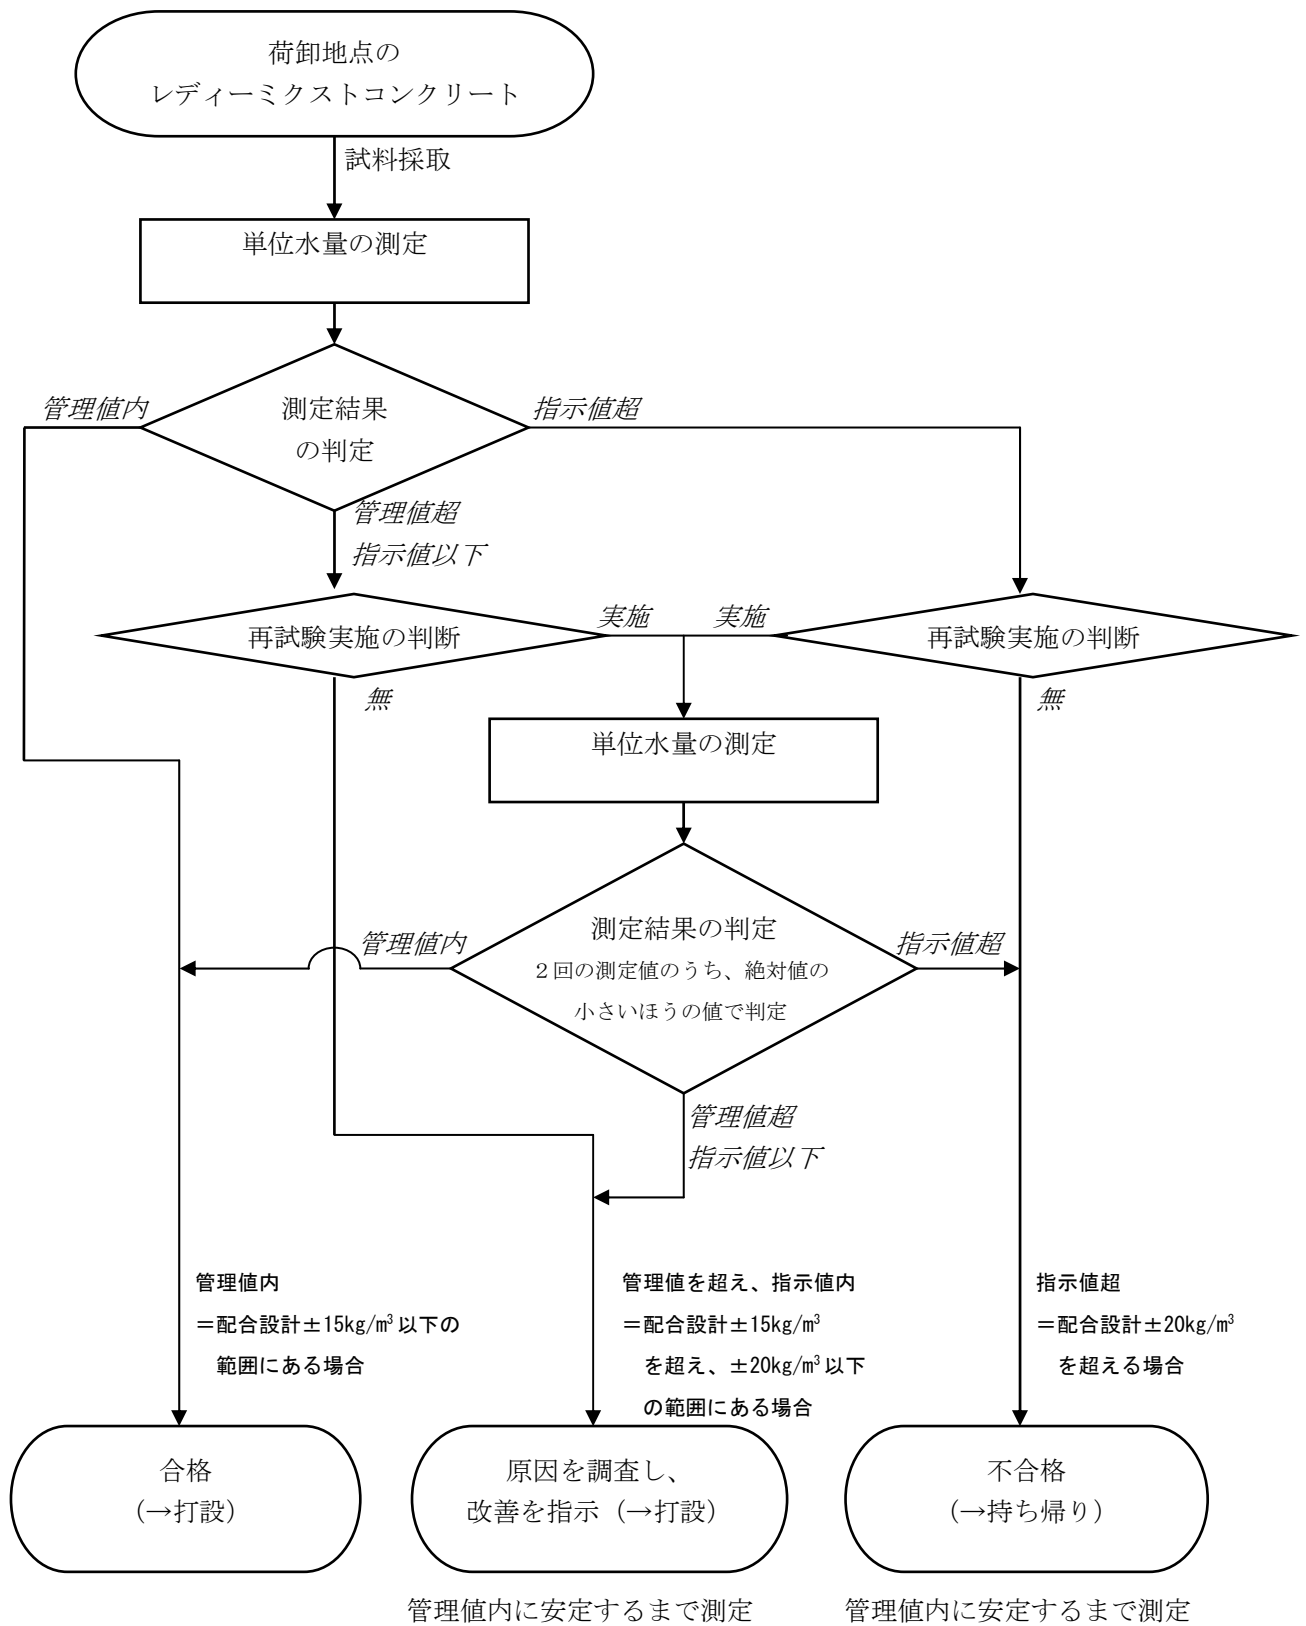 荷卸地点の
レディーミクストコンクリート
試料採取
単位水量の測定
管理値内
測定結果
の判定
指示値超
管理値超
指示値以下
再試験実施の判断
実施
実施
再試験実施の判断
無
無
単位水量の測定
管理値内
測定結果の判定
２回の測定値のうち、絶対値の
小さいほうの値で判定
指示値超
管理値超
指示値以下
管理値内
＝配合設計±15kg/m³以下の
範囲にある場合
管理値を超え、指示値内
＝配合設計±15kg/m³
を超え、±20kg/m³以下
の範囲にある場合
指示値超
＝配合設計±20kg/m³
を超える場合
合格
（→打設）
原因を調査し、
改善を指示（→打設）
不合格
（→持ち帰り）
管理値内に安定するまで測定
管理値内に安定するまで測定